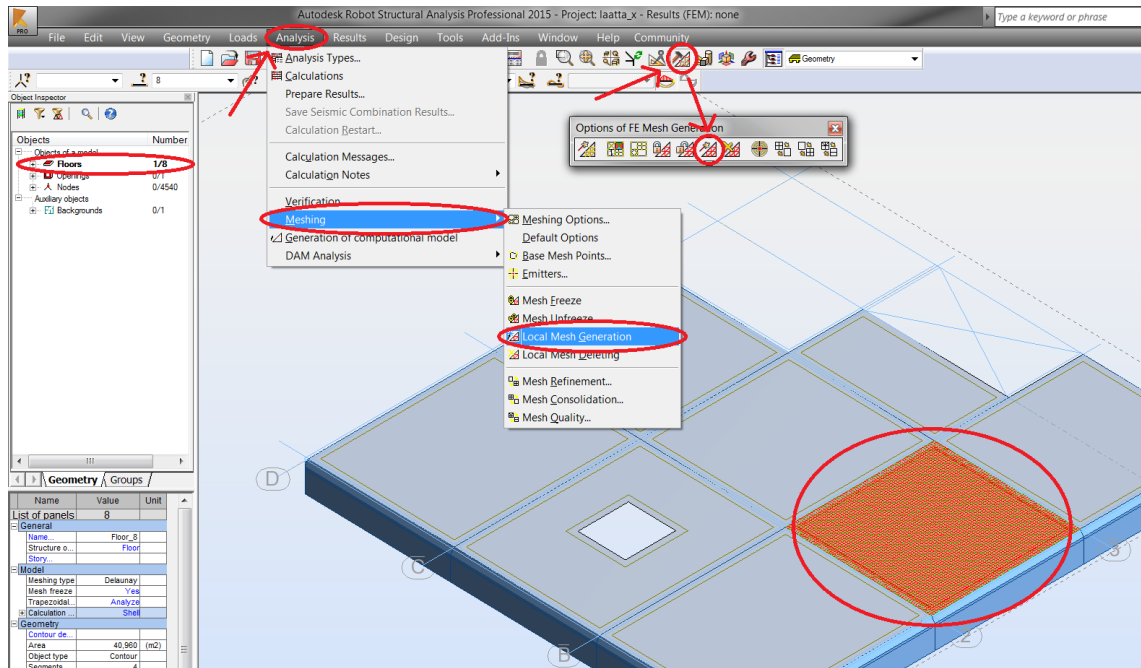 Autodesk Robot Structural Analysis Professional 2015 - Project: laatta_x - Results (FEM): none
Type a keyword or phrase
PRO
File Edit View Geometry Loads Analysis Results Design Tools Add-Ins Window Help Community
8
Geometry
Object Inspector
Objects Number
Objects of a model
Floors 1/8
Openings 0/1
Nodes 0/4540
Auxiliary objects
Backgrounds 0/1
Geometry Groups
Analysis Types...
Calculations
Prepare Results...
Save Seismic Combination Results...
Calculation Restart...
Calculation Messages...
Calculation Notes
Verification
Meshing
Generation of computational model
DAM Analysis
Meshing Options...
Default Options
Base Mesh Points...
Emitters...
Mesh Freeze
Mesh Unfreeze
Local Mesh Generation
Local Mesh Deleting
Mesh Refinement...
Mesh Consolidation...
Mesh Quality...
Options of FE Mesh Generation
Name Value Unit
List of panels 8
General
Name... Floor_8
Structure o... Floor
Story...
Model
Meshing type Delaunay
Mesh freeze Yes
Trapezoidal... Analyze
Calculation ... Shell
Geometry
Contour de...
Area 40,960 (m2)
Object type Contour
Segments 4
D
C
B
3
2